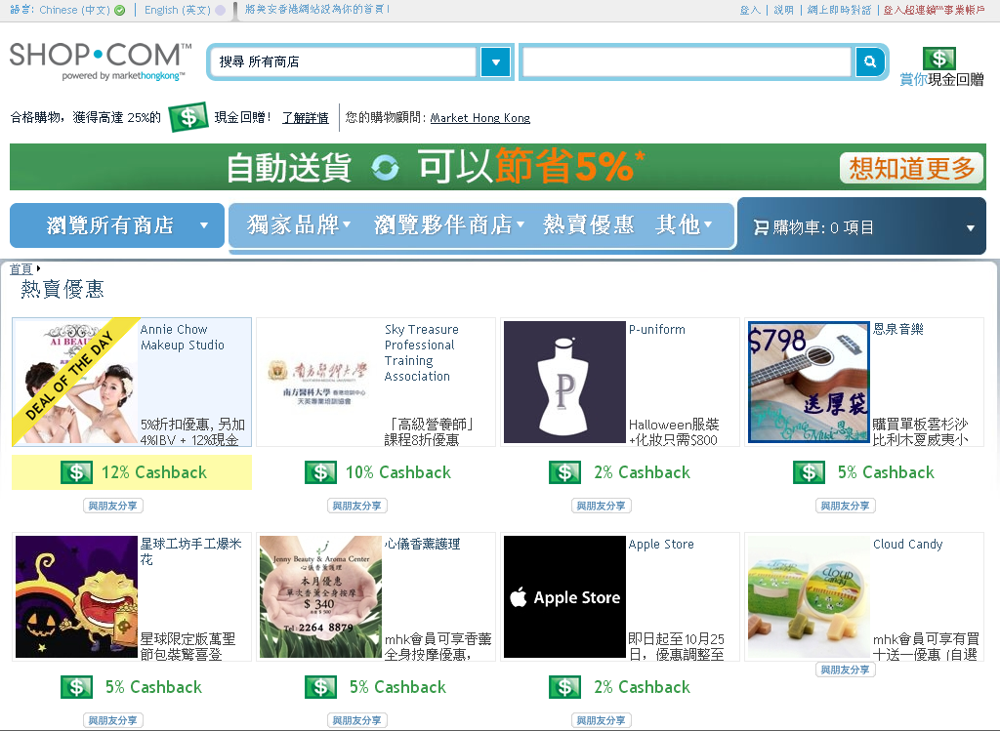 語言: Chinese (中文) English (英文) 將美安香港網站設為你的首頁!
登入 | 說明 | 網上即時對話 | 登入超連鎖™事業帳戶
SHOP•COM™
powered by markethongkong™
搜尋 所有商店
賞你現金回贈
合格購物，獲得高達 25%的 $ 現金回贈! 了解詳情 您的購物顧問: Market Hong Kong
自動送貨 可以節省5%* 想知道更多
瀏覽所有商店 獨家品牌 瀏覽夥伴商店 熱賣優惠 其他 購物車: 0 項目
首頁
熱賣優惠
DEAL OF THE DAY
Annie Chow
Makeup Studio
5%折扣優惠, 另加
4%IBV + 12%現金
12% Cashback
與朋友分享
南方醫科大學
天英專業培訓協會
Sky Treasure
Professional
Training
Association
「高級營養師」
課程8折優惠
10% Cashback
與朋友分享
P
P-uniform
Halloween服裝
+化妝只需$800
2% Cashback
與朋友分享
$798
送厚袋
恩泉音樂
購買單板雲杉沙
比利木夏威夷小
5% Cashback
與朋友分享
星球工坊手工爆米
花
星球限定版萬聖
節包裝驚喜登
5% Cashback
與朋友分享
Jenny Beauty & Aroma Center
心儀香薰護理
本月優惠
單次香薰全身按摩
$ 340
Tel: 2264 8879
心儀香薰護理
mhk會員可享香薰
全身按摩優惠，
5% Cashback
與朋友分享
Apple Store
Apple Store
即日起至10月25
日，優惠調整至
2% Cashback
與朋友分享
CLOUD CANDY
Cloud Candy
mhk會員可享有買
十送一優惠 (自選
與朋友分享